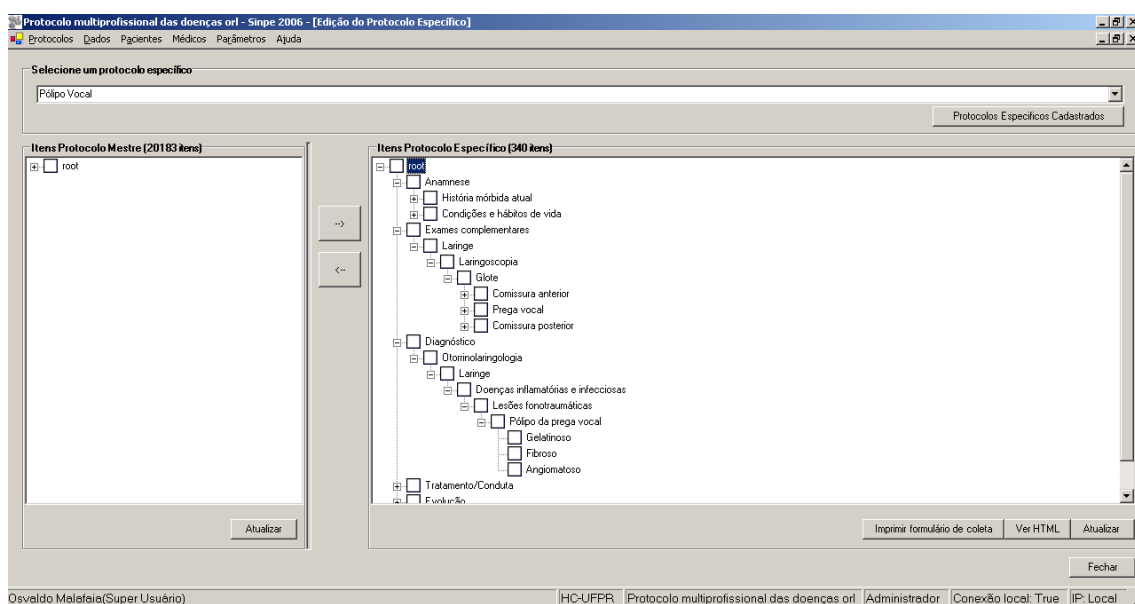 Protocolo multiprofissional das doenças orl - Sinpe 2006 - [Edição do Protocolo Específico]
Protocolos Dados Pacientes Médicos Parâmetros Ajuda
Selecione um protocolo específico
Pólipo Vocal
Protocolos Especificos Cadastrados
Itens Protocolo Mestre (20183 itens)
root
Atualizar
-->
<--
Itens Protocolo Específico (340 itens)
root
Anamnese
História mórbida atual
Condições e hábitos de vida
Exames complementares
Laringe
Laringoscopia
Glote
Comissura anterior
Prega vocal
Comissura posterior
Diagnóstico
Otorrinolaringologia
Laringe
Doenças inflamatórias e infecciosas
Lesões fonotraumáticas
Pólipo da prega vocal
Gelatinoso
Fibroso
Angiomatoso
Tratamento/Conduta
Evolução
Imprimir formulário de coleta Ver HTML Atualizar
Fechar
Osvaldo Malafaia(Super Usuário) HC-UFPR Protocolo multiprofissional das doenças orl Administrador Conexão local: True IP: Local